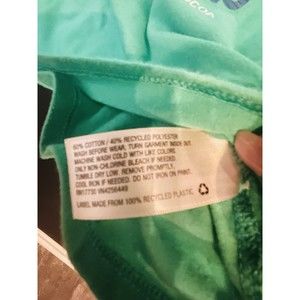 60% COTTON / 40% RECYCLED POLYESTER
WASH BEFORE WEAR, TURN GARMENT INSIDE OUT.
MACHINE WASH COLD WITH LIKE COLORS.
ONLY NON-CHLORINE BLEACH IF NEEDED.
TUMBLE DRY LOW. REMOVE PROMPTLY.
COOL IRON IF NEEDED. DO NOT IRON ON PRINT.
LABEL MADE FROM 100% RECYCLED PLASTIC